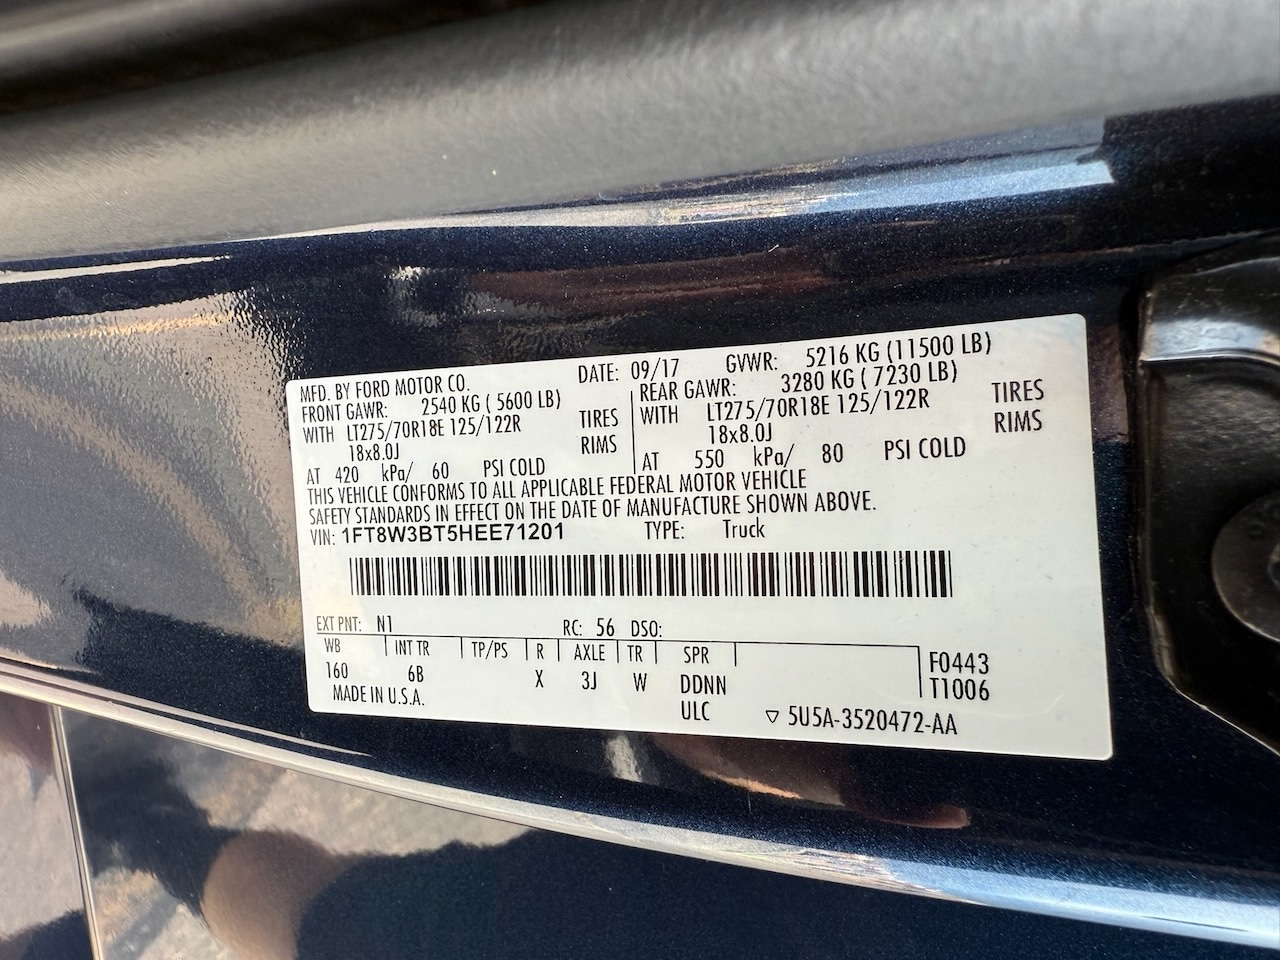 MFD. BY FORD MOTOR CO.
DATE: 09/17 GVWR: 5216 KG (11500 LB)
FRONT GAWR: 2540 KG ( 5600 LB)
WITH LT275/70R18E 125/122R TIRES
18x8.0J RIMS
AT 420 kPa/ 60 PSI COLD
REAR GAWR: 3280 KG ( 7230 LB)
WITH LT275/70R18E 125/122R TIRES
18x8.0J RIMS
AT 550 kPa/ 80 PSI COLD
THIS VEHICLE CONFORMS TO ALL APPLICABLE FEDERAL MOTOR VEHICLE
SAFETY STANDARDS IN EFFECT ON THE DATE OF MANUFACTURE SHOWN ABOVE.
VIN: 1FT8W3BT5HEE71201 TYPE: Truck
EXT PNT: N1 RC: 56 DSO:
WB INT TR TP/PS R AXLE TR SPR
160 6B X 3J W DDNN
ULC
F0443
T1006
MADE IN U.S.A.
▽ 5U5A-3520472-AA